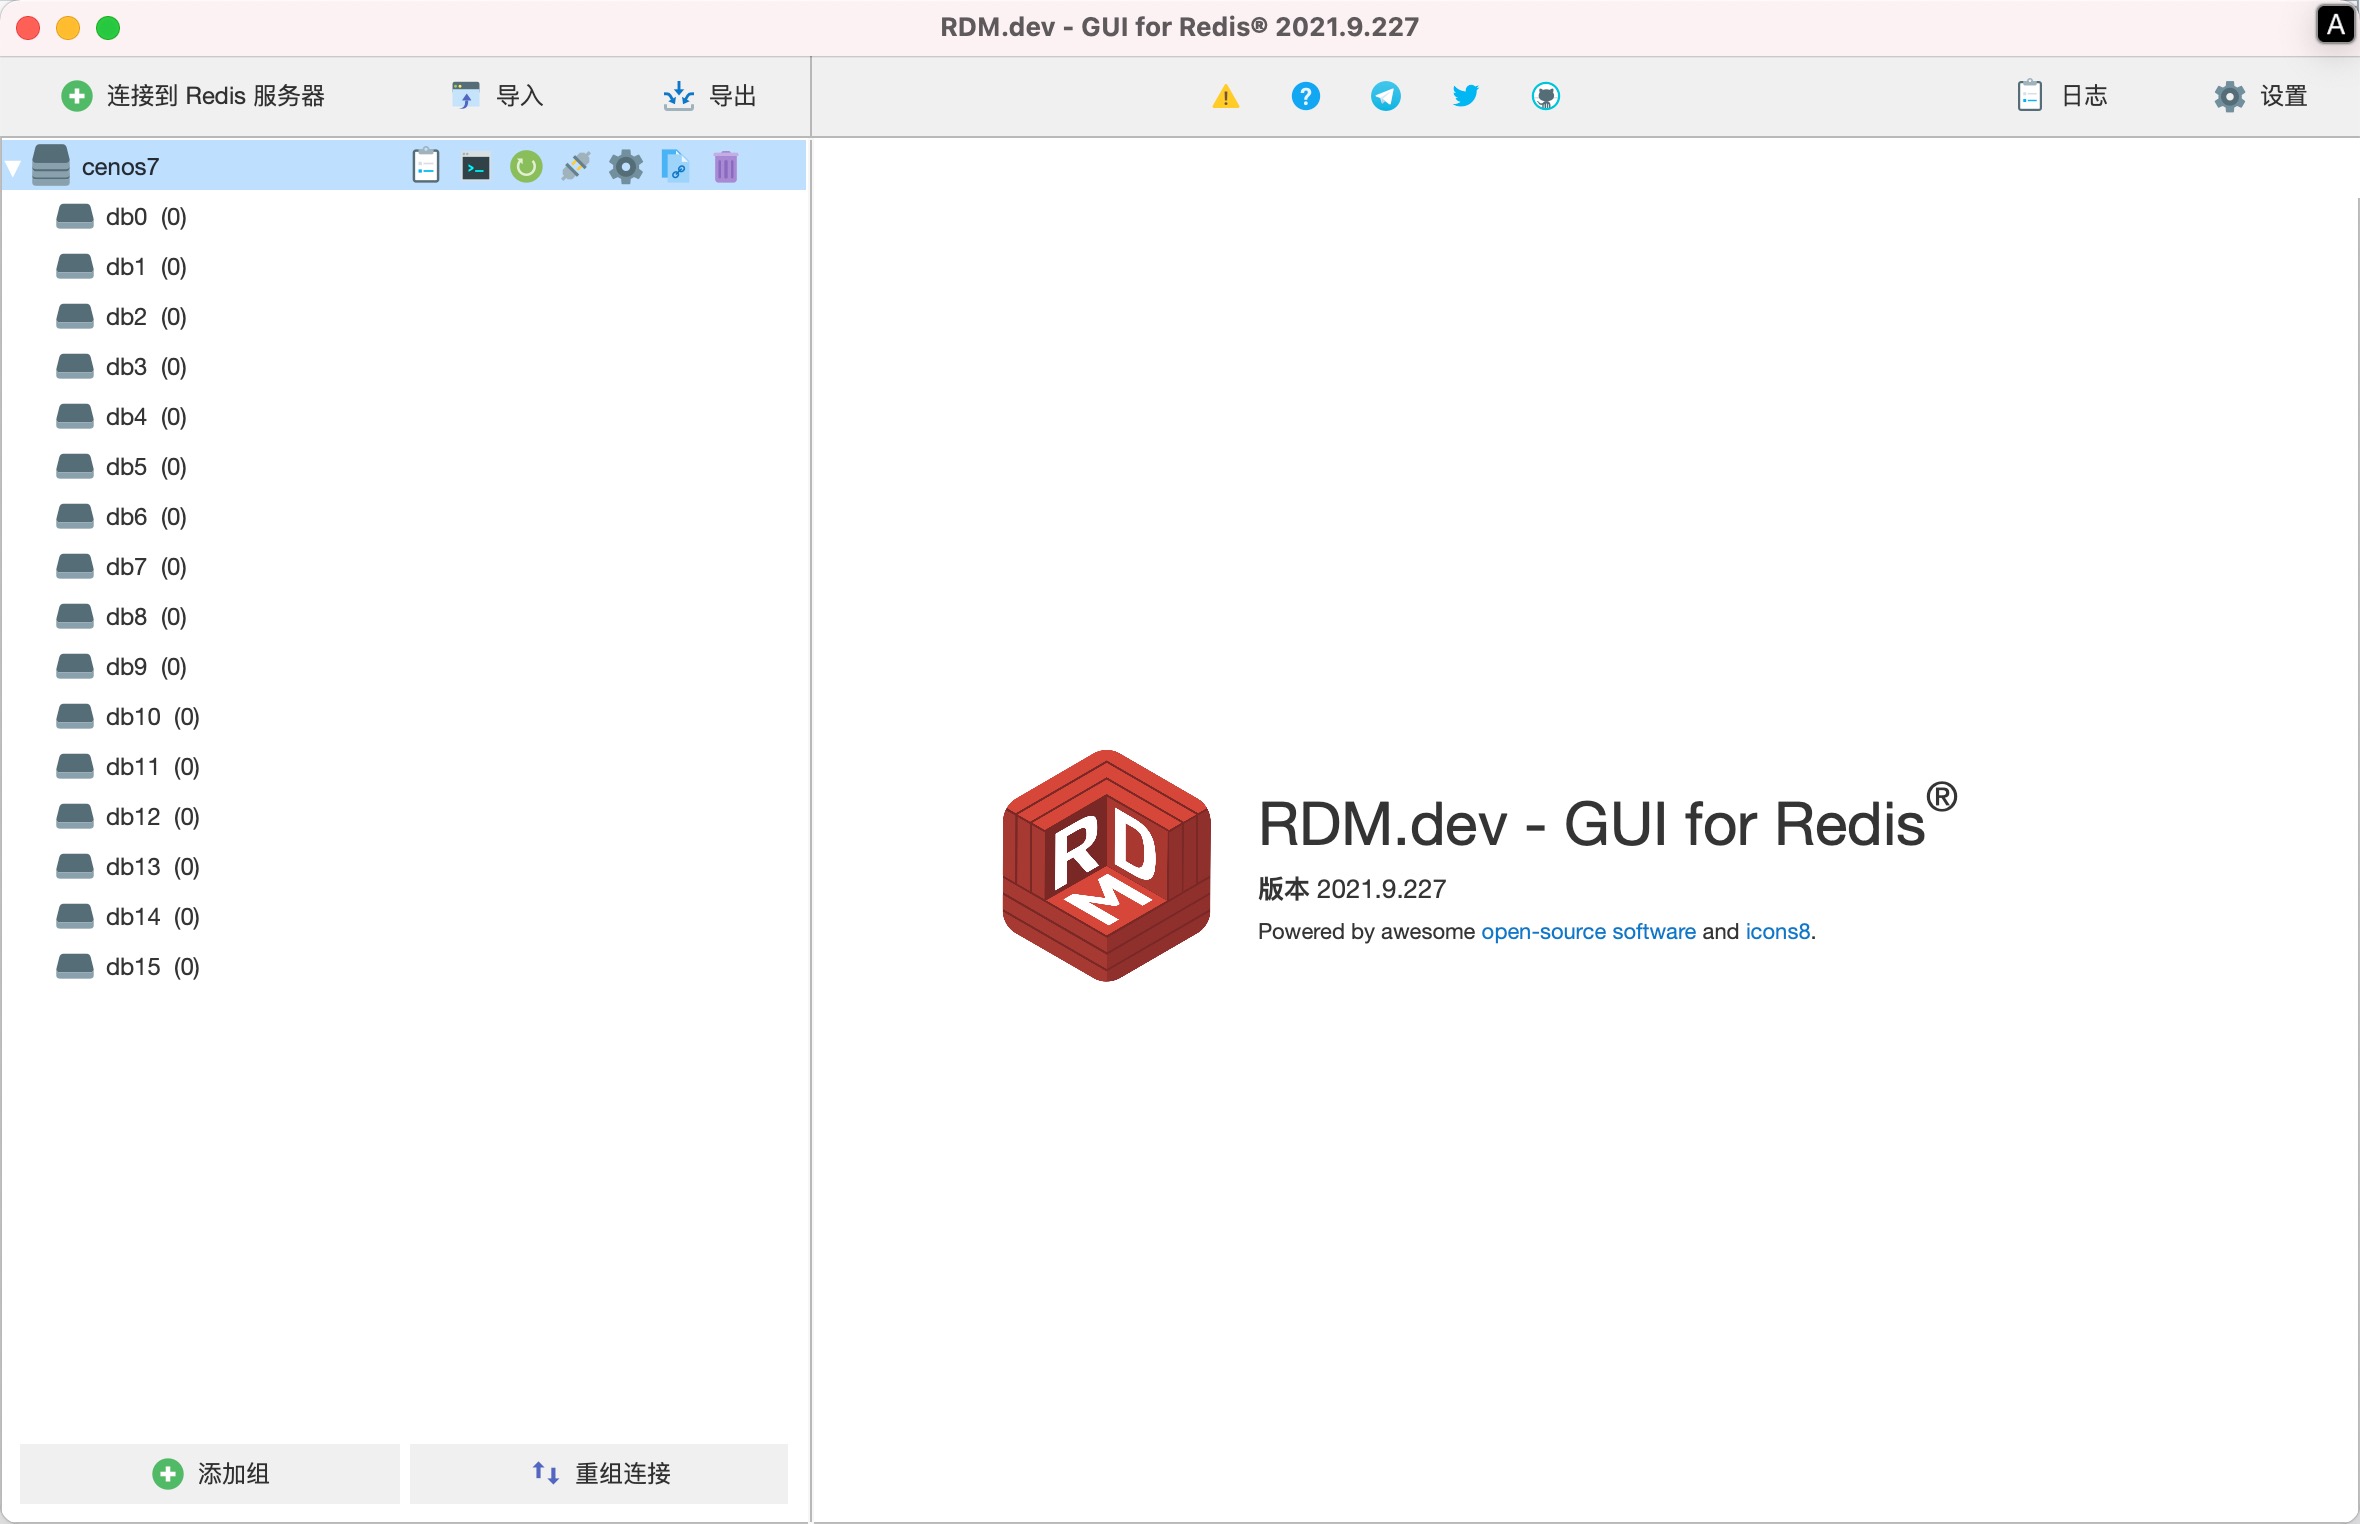 RDM.dev - GUI for Redis® 2021.9.227
A
连接到 Redis 服务器
导入
导出
日志
设置
cenos7
db0 (0)
db1 (0)
db2 (0)
db3 (0)
db4 (0)
db5 (0)
db6 (0)
db7 (0)
db8 (0)
db9 (0)
db10 (0)
db11 (0)
db12 (0)
db13 (0)
db14 (0)
db15 (0)
RDM
RDM.dev - GUI for Redis®
版本 2021.9.227
Powered by awesome open-source software and icons8.
添加组
重组连接